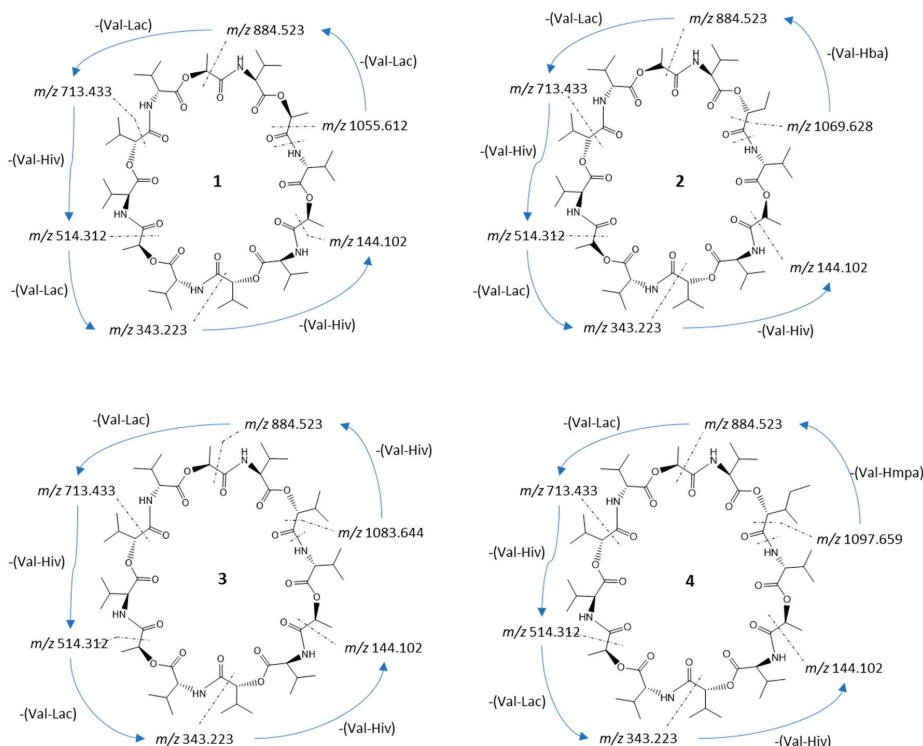 -(Val-Lac)
m/z 884.523
-(Val-Lac)
m/z 713.433
m/z 1055.612
-(Val-Hiv)
1
m/z 514.312
m/z 144.102
-(Val-Lac)
m/z 343.223
-(Val-Hiv)
-(Val-Lac)
m/z 884.523
-(Val-Hba)
m/z 713.433
m/z 1069.628
-(Val-Hiv)
2
m/z 514.312
m/z 144.102
-(Val-Lac)
m/z 343.223
-(Val-Hiv)
-(Val-Lac)
m/z 884.523
-(Val-Hiv)
m/z 713.433
m/z 1083.644
-(Val-Hiv)
3
m/z 514.312
m/z 144.102
-(Val-Lac)
m/z 343.223
-(Val-Hiv)
-(Val-Lac)
m/z 884.523
-(Val-Hmpa)
m/z 713.433
m/z 1097.659
-(Val-Hiv)
4
m/z 514.312
m/z 144.102
-(Val-Lac)
m/z 343.223
-(Val-Hiv)